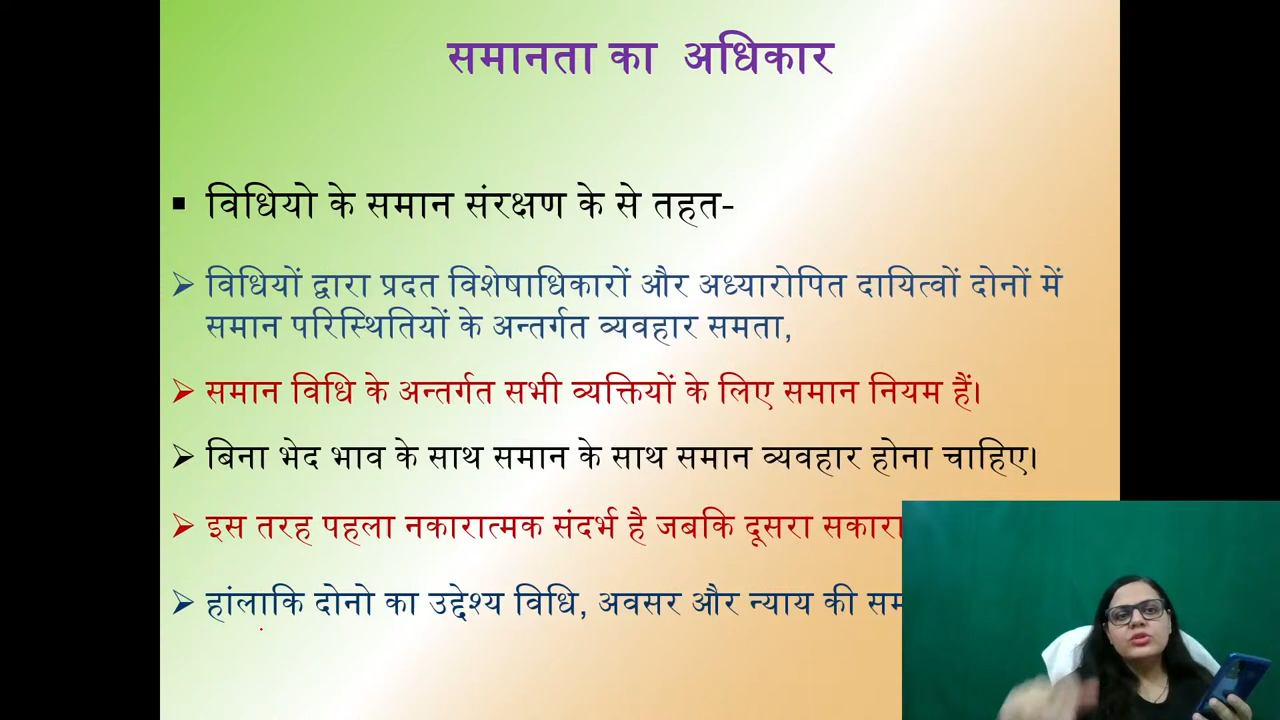 समानता का अधिकार
विधियो के समान संरक्षण के से तहत-
विधियों द्वारा प्रदत विशेषाधिकारों और अध्यारोपित दायित्वों दोनों में
समान परिस्थितियों के अन्तर्गत व्यवहार समता,
समान विधि के अन्तर्गत सभी व्यक्तियों के लिए समान नियम हैं।
बिना भेद भाव के साथ समान के साथ समान व्यवहार होना चाहिए।
इस तरह पहला नकारात्मक संदर्भ है जबकि दूसरा
हांलाकि दोनो का उद्देश्य विधि, अवसर और न्याय की